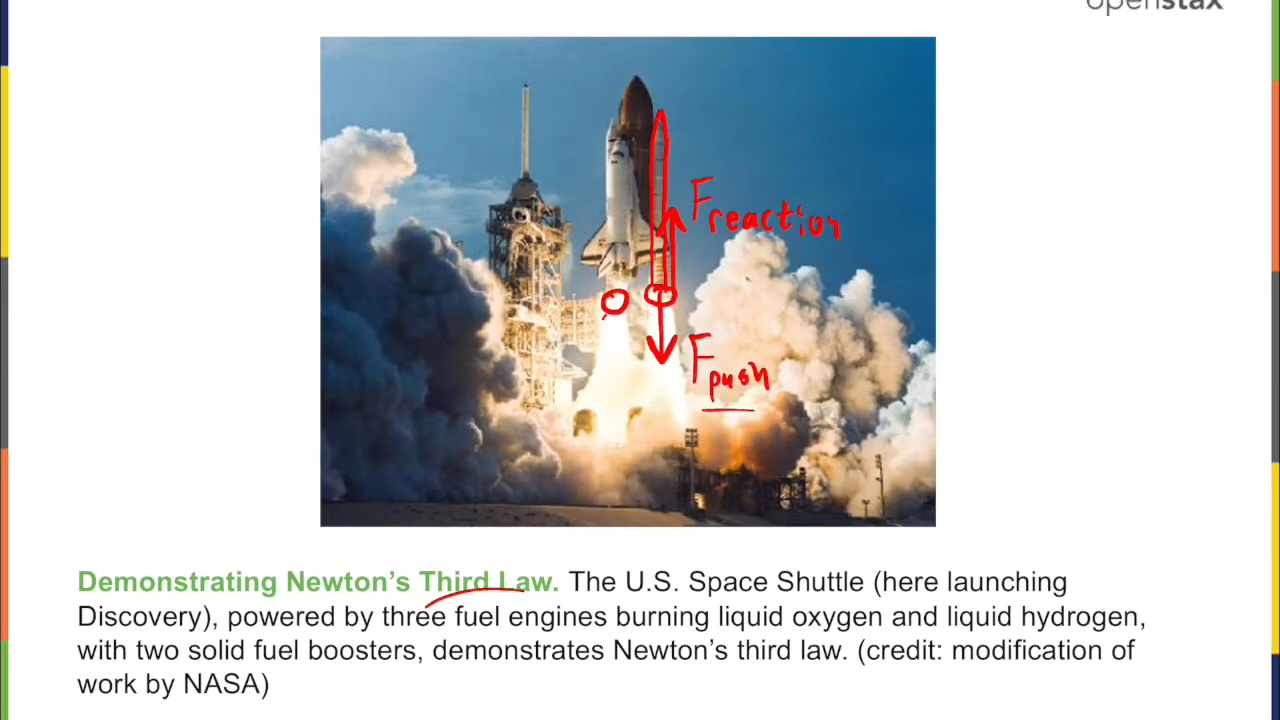 openstax
Freaction
Fpush
Demonstrating Newton's Third Law. The U.S. Space Shuttle (here launching
Discovery), powered by three fuel engines burning liquid oxygen and liquid hydrogen,
with two solid fuel boosters, demonstrates Newton's third law. (credit: modification of
work by NASA)